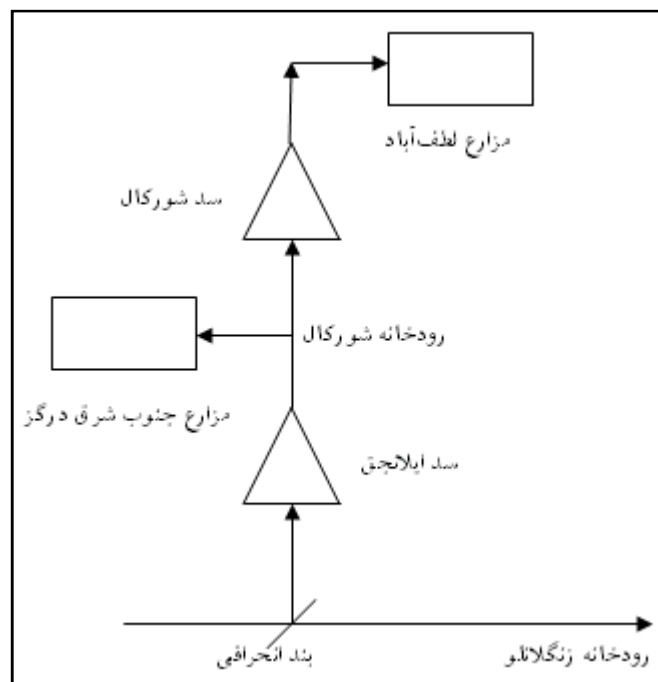 مزارع لطف‌آباد
سد شورکال
رودخانه شورکال
مزارع جنوب شرق درگز
سد ایلانجق
بند انحرافی
رودخانه زنگلانلو